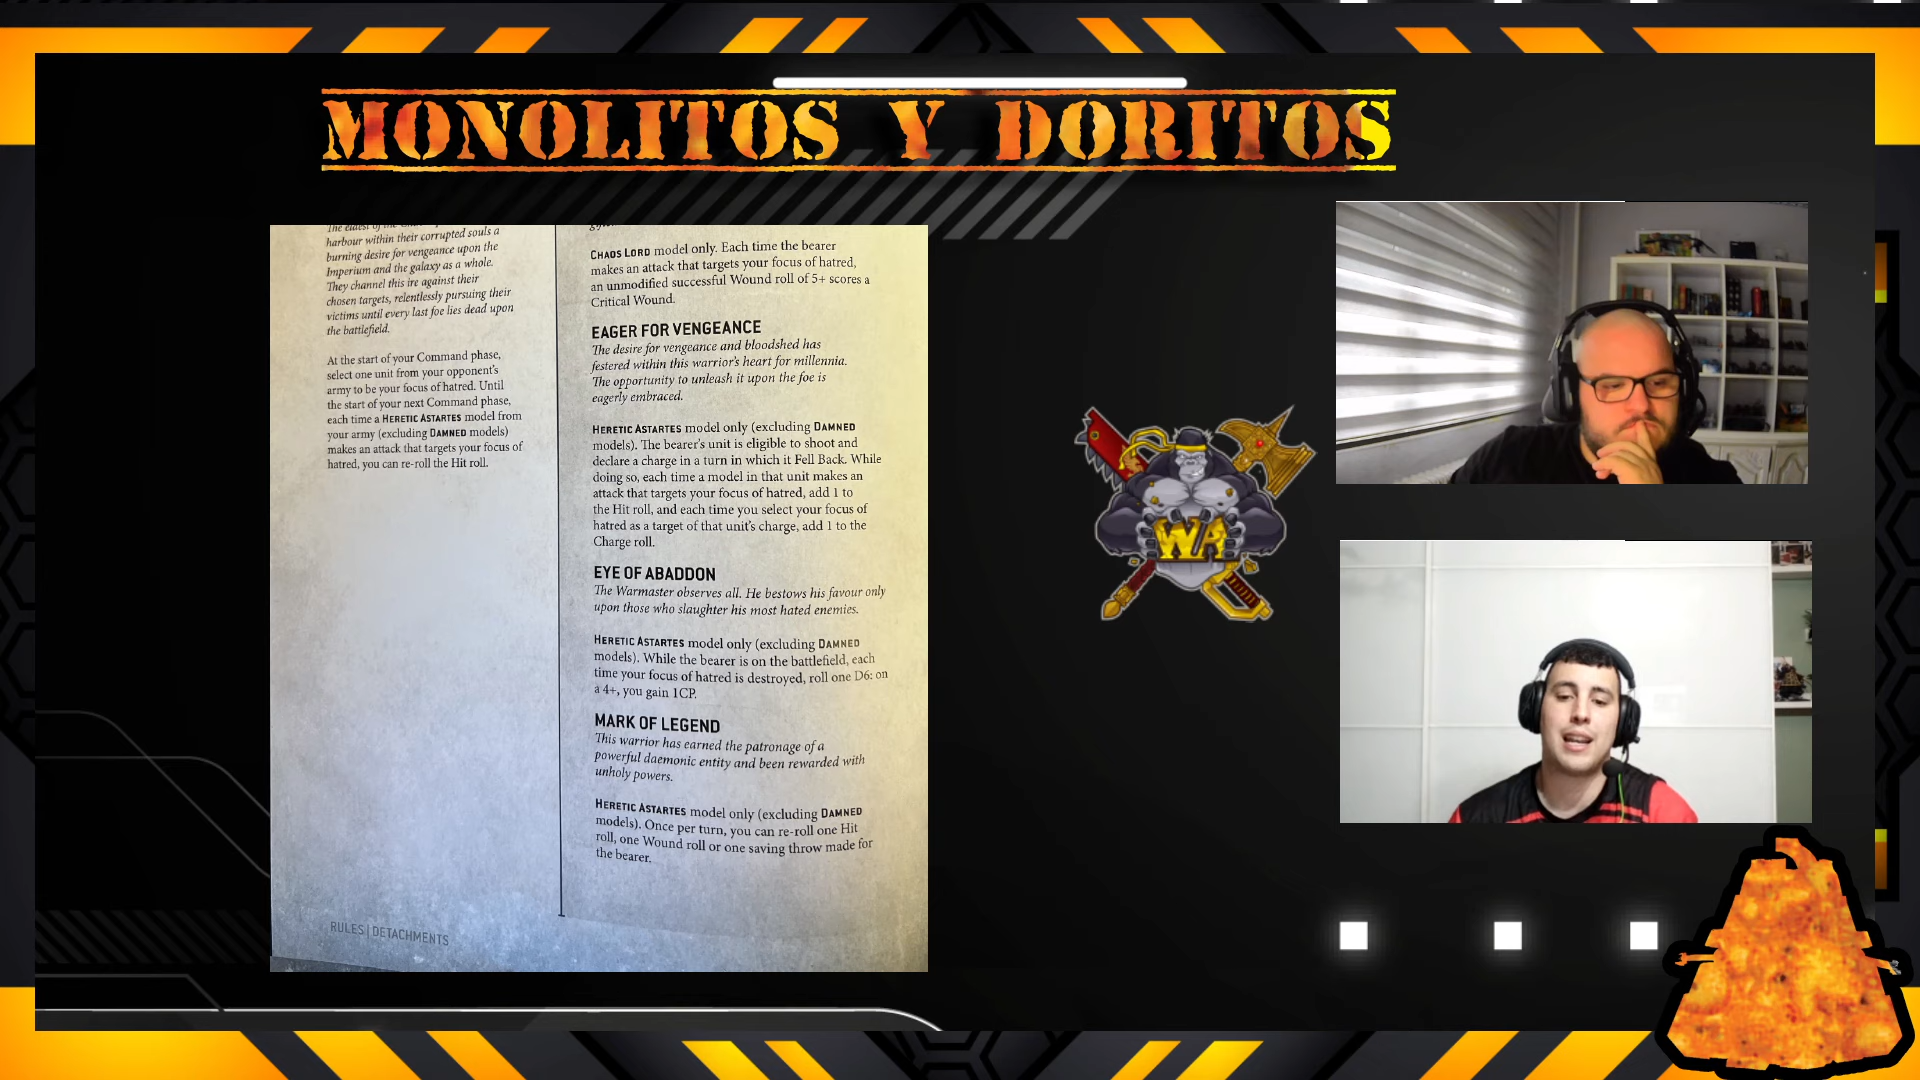 MONOLITOS Y DORITOS
harbour within their corrupted souls a
burning desire for vengeance upon the
Imperium and the galaxy as a whole.
They channel this ire against their
chosen targets, relentlessly pursuing their
victims until every last foe lies dead upon
the battlefield.
At the start of your Command phase,
select one unit from your opponent's
army to be your focus of hatred. Until
the start of your next Command phase,
each time a HERETIC ASTARTES model from
your army (excluding DAMNED models)
makes an attack that targets your focus of
hatred, you can re-roll the Hit roll.
RULES | DETACHMENTS
CHAOS LORD model only. Each time the bearer
makes an attack that targets your focus of hatred,
an unmodified successful Wound roll of 5+ scores a
Critical Wound.
EAGER FOR VENGEANCE
The desire for vengeance and bloodshed has
festered within this warrior's heart for millennia.
The opportunity to unleash it upon the foe is
eagerly embraced.
HERETIC ASTARTES model only (excluding DAMNED
models). The bearer's unit is eligible to shoot and
declare a charge in a turn in which it Fell Back. While
doing so, each time a model in that unit makes an
attack that targets your focus of hatred, add 1 to
the Hit roll, and each time you select your focus of
hatred as a target of that unit's charge, add 1 to the
Charge roll.
EYE OF ABADDON
The Warmaster observes all. He bestows his favour only
upon those who slaughter his most hated enemies.
HERETIC ASTARTES model only (excluding DAMNED
models). While the bearer is on the battlefield, each
time your focus of hatred is destroyed, roll one D6: on
a 4+, you gain 1CP.
MARK OF LEGEND
This warrior has earned the patronage of a
powerful daemonic entity and been rewarded with
unholy powers.
HERETIC ASTARTES model only (excluding DAMNED
models). Once per turn, you can re-roll one Hit
roll, one Wound roll or one saving throw made for
the bearer.
WA